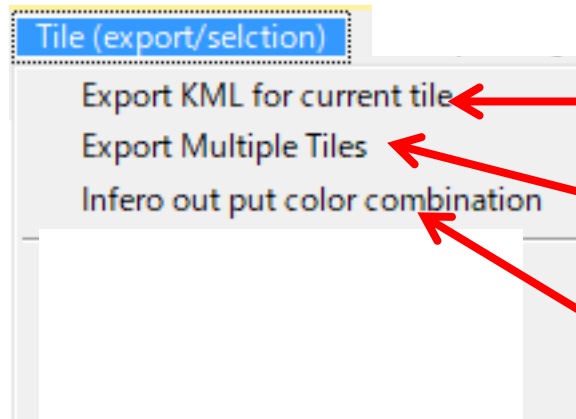 Tile (export/selction)
Export KML for current tile
Export Multiple Tiles
Infero out put color combination